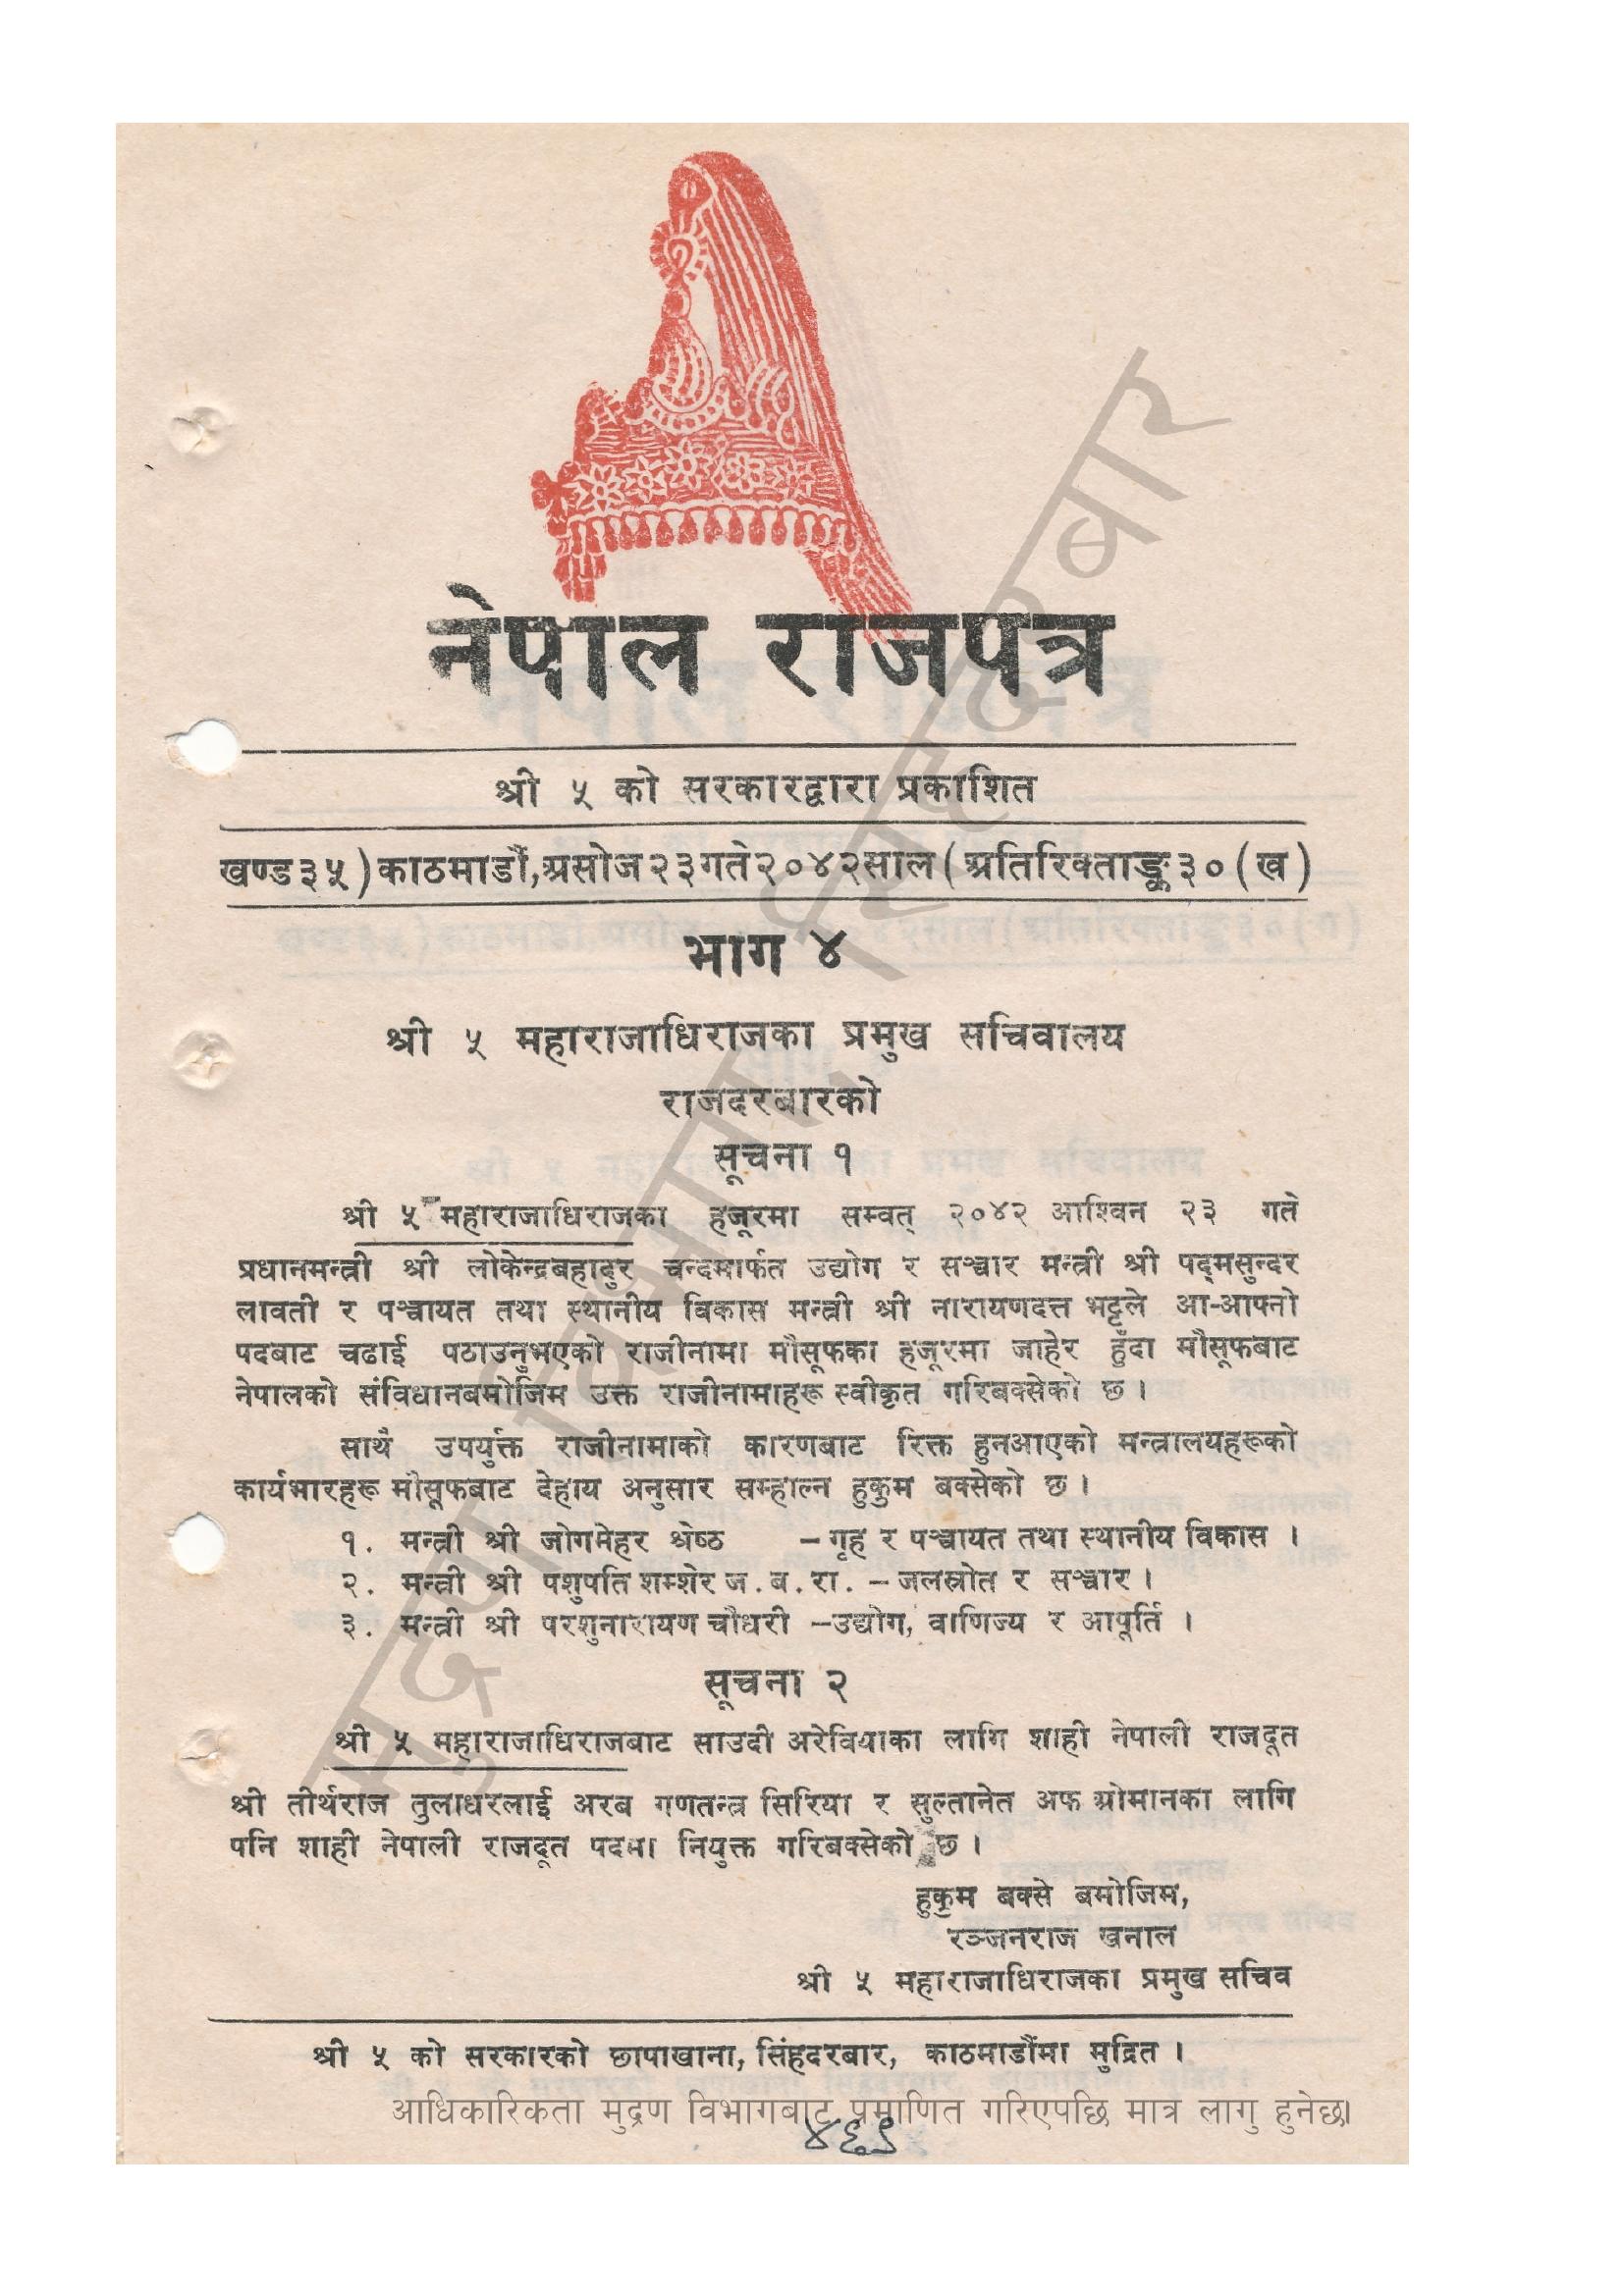 नेपाल राजपत्र
श्री ५ को सरकारद्वारा प्रकाशित
खण्ड ३५) काठमाडौं, असोज २३ गते २०४२ साल ( अतिरिक्ताङ्क ३० ( ख )
भाग ४
श्री ५ महाराजाधिराजका प्रमुख सचिवालय
राजदरबारको
सूचना १
श्री ५ महाराजाधिराजका हजूरमा सम्वत् २०४२ आश्विन २३ गते
प्रधानमन्त्री श्री लोकेन्द्रबहादुर चन्दमार्फत उद्योग र सञ्चार मन्त्री श्री पद्मसुन्दर
लावती र पञ्चायत तथा स्थानीय विकास मन्त्री श्री नारायणदत्त भट्टले आ-आफ्नो
पदबाट चढाई पठाउनुभएको राजीनामा मौसूफका हजूरमा जाहेर हुँदा मौसूफबाट
नेपालको संविधानबमोजिम उक्त राजीनामाहरू स्वीकृत गरिबक्सेको छ ।
साथै उपर्युक्त राजीनामाको कारणबाट रिक्त हुनआएको मन्त्रालयहरूको
कार्यभारहरू मौसूफबाट देहाय अनुसार सम्हाल्न हुकुम बक्सेको छ ।
१. मन्त्री श्री जोगमेहर श्रेष्ठ – गृह र पञ्चायत तथा स्थानीय विकास ।
२. मन्त्री श्री पशुपति शम्शेर ज. ब. रा. – जलस्रोत र सञ्चार ।
३. मन्त्री श्री परशुनारायण चौधरी – उद्योग, वाणिज्य र आपूर्ति ।
सूचना २
श्री ५ महाराजाधिराजबाट साउदी अरेवियाका लागि शाही नेपाली राजदूत
श्री तीर्थराज तुलाधरलाई अरब गणतन्त्र सिरिया र सुल्तानेत अफ ओमानका लागि
पनि शाही नेपाली राजदूत पदमा नियुक्त गरिबक्सेको छ ।
हुकुम बक्से बमोजिम,
रञ्जनराज खनाल
श्री ५ महाराजाधिराजका प्रमुख सचिव
श्री ५ को सरकारको छापाखाना, सिंहदरबार, काठमाडौंमा मुद्रित ।
आधिकारिकता मुद्रण विभागबाट प्रमाणित गरिएपछि मात्र लागु हुनेछ।
४६९
मुद्रण विभाग, सिंहदरबार